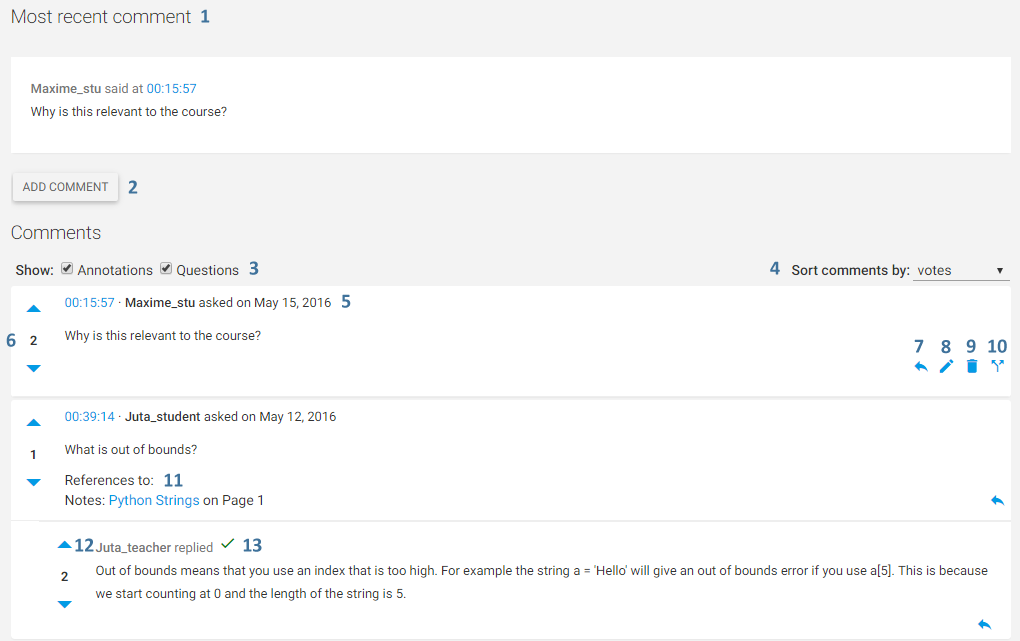 Most recent comment 1
Maxime_stu said at 00:15:57
Why is this relevant to the course?
ADD COMMENT 2
Comments
Show: Annotations Questions 3 4 Sort comments by: votes
00:15:57 · Maxime_stu asked on May 15, 2016 5
6 2 Why is this relevant to the course?
7 8 9 10
00:39:14 · Juta_student asked on May 12, 2016
1 What is out of bounds?
References to: 11
Notes: Python Strings on Page 1
12 Juta_teacher replied 13
2 Out of bounds means that you use an index that is too high. For example the string a = 'Hello' will give an out of bounds error if you use a[5]. This is because
we start counting at 0 and the length of the string is 5.